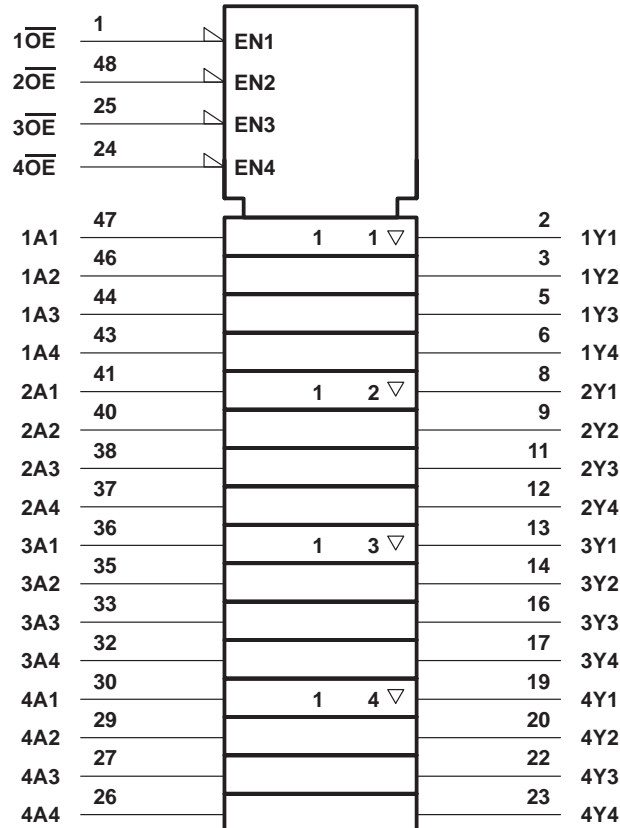 1OE 1 EN1
2OE 48 EN2
3OE 25 EN3
4OE 24 EN4
1A1 47 1 1 ▽ 2 1Y1
1A2 46 3 1Y2
1A3 44 5 1Y3
1A4 43 6 1Y4
2A1 41 1 2 ▽ 8 2Y1
2A2 40 9 2Y2
2A3 38 11 2Y3
2A4 37 12 2Y4
3A1 36 1 3 ▽ 13 3Y1
3A2 35 14 3Y2
3A3 33 16 3Y3
3A4 32 17 3Y4
4A1 30 1 4 ▽ 19 4Y1
4A2 29 20 4Y2
4A3 27 22 4Y3
4A4 26 23 4Y4